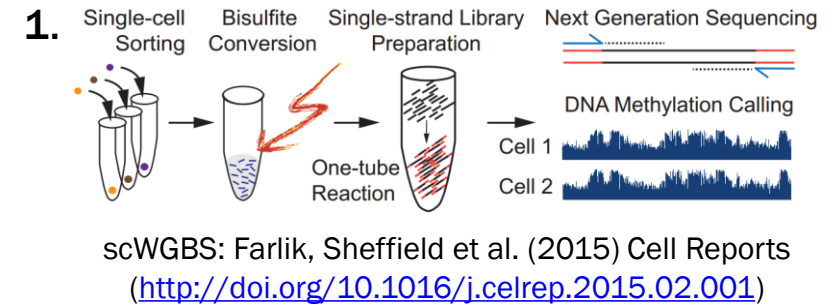 1.
Single-cell
Sorting
Bisulfite
Conversion
Single-strand Library
Preparation
Next Generation Sequencing
One-tube
Reaction
DNA Methylation Calling
Cell 1
Cell 2
scWGBS: Farlik, Sheffield et al. (2015) Cell Reports
(http://doi.org/10.1016/j.celrep.2015.02.001)